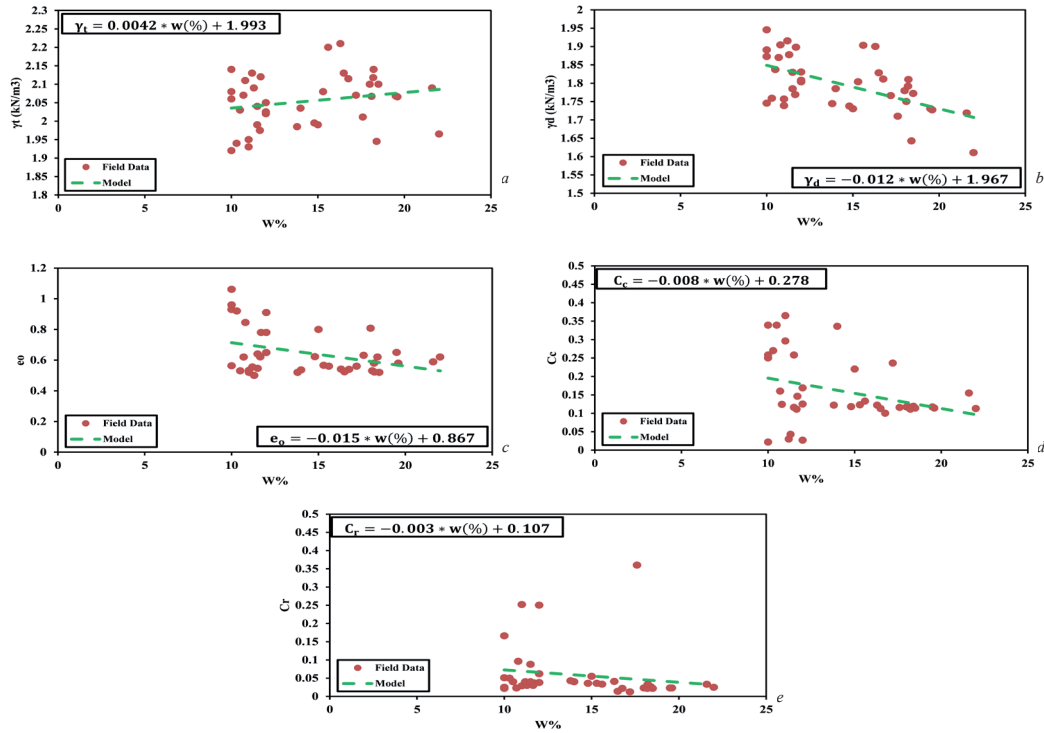 2.3
2.25
2.2
2.15
2.1
2.05
2
1.95
1.9
1.85
1.8
γt (kN/m3)
γt = 0.0042 * w(%) + 1.993
Field Data
Model
0 5 10 15 20 25
W%
a
2
1.95
1.9
1.85
1.8
1.75
1.7
1.65
1.6
1.55
1.5
γd (kN/m3)
Field Data
Model
γd = −0.012 * w(%) + 1.967
0 5 10 15 20 25
W%
b
1.2
1
0.8
0.6
0.4
0.2
0
eo
Field Data
Model
eo = −0.015 * w(%) + 0.867
0 5 10 15 20 25
W%
c
0.5
0.45
0.4
0.35
0.3
0.25
0.2
0.15
0.1
0.05
0
Cc
Cc = −0.008 * w(%) + 0.278
Field Data
Model
0 5 10 15 20 25
W%
d
0.5
0.45
0.4
0.35
0.3
0.25
0.2
0.15
0.1
0.05
0
Cr
Cr = −0.003 * w(%) + 0.107
Field Data
Model
0 5 10 15 20 25
W%
e